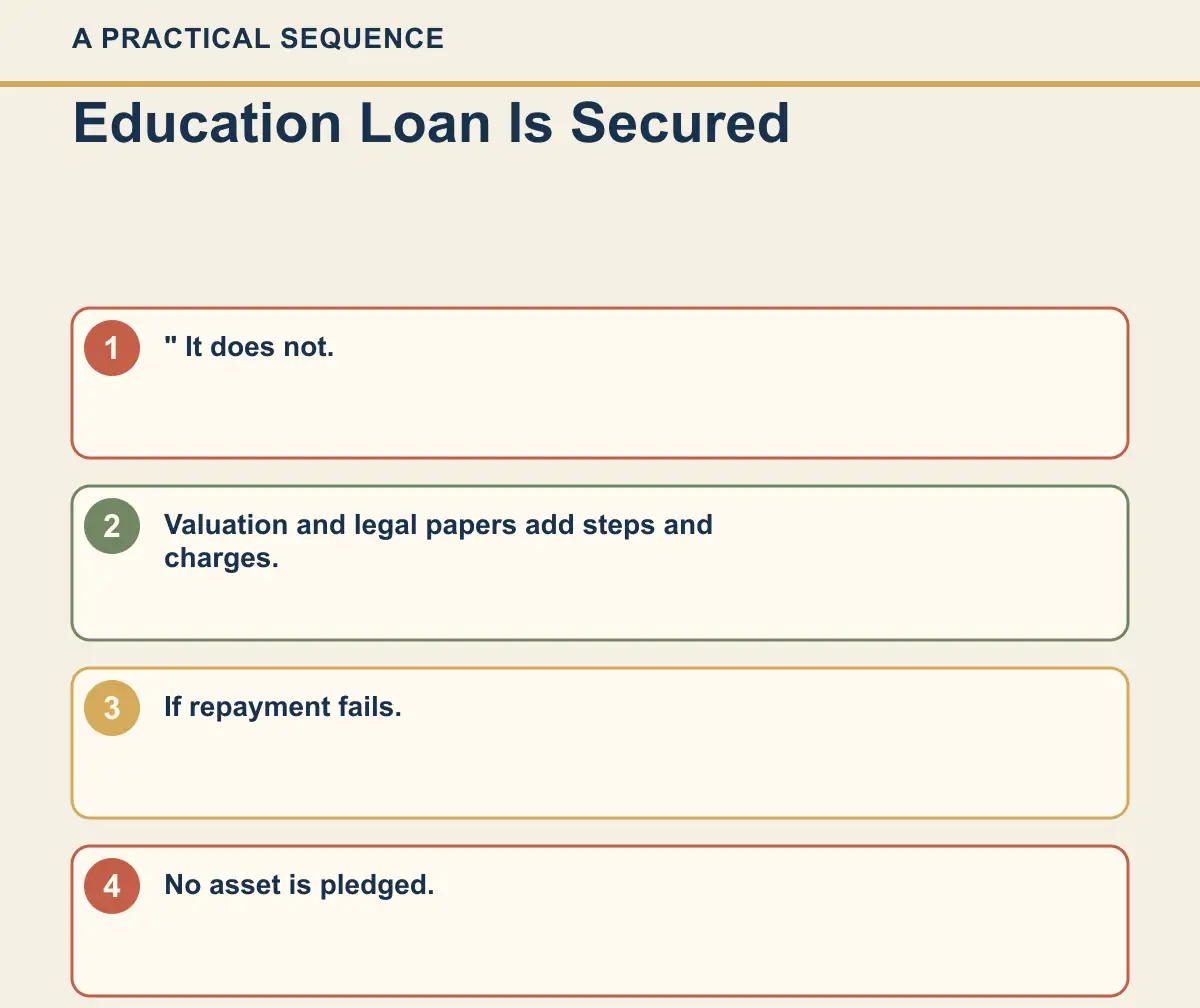 A PRACTICAL SEQUENCE
Education Loan Is Secured
1
" It does not.
2
Valuation and legal papers add steps and
charges.
3
If repayment fails.
4
No asset is pledged.